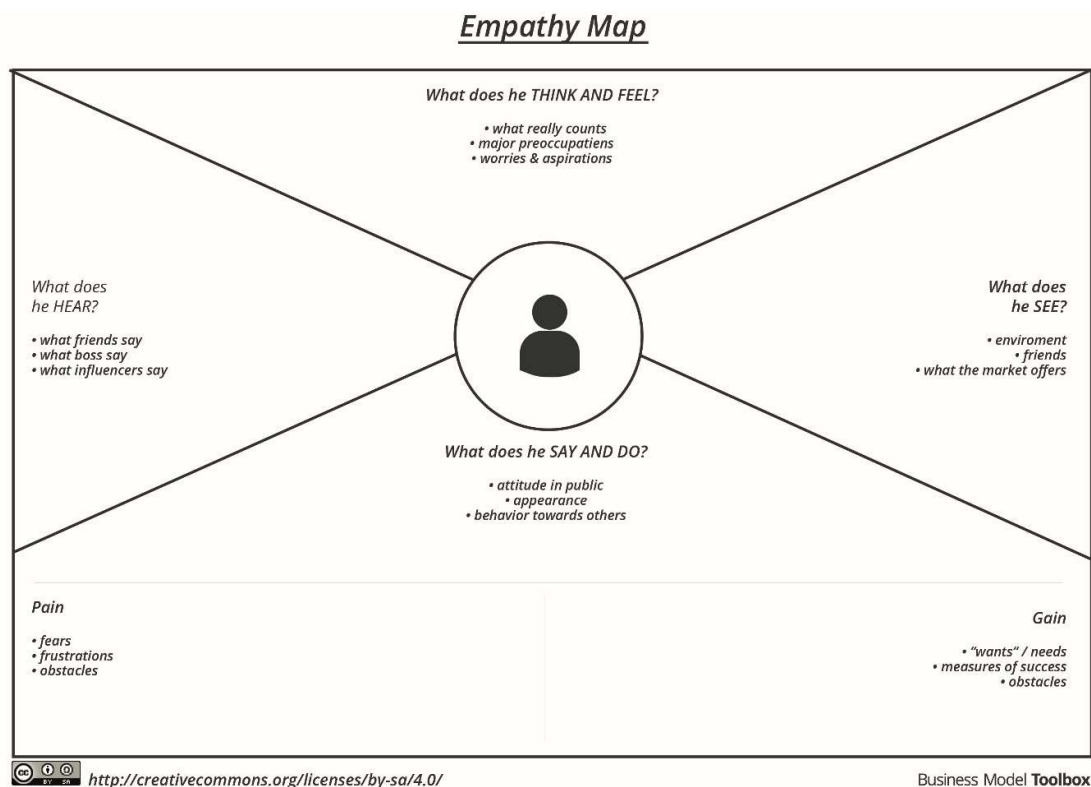 Empathy Map
What does he THINK AND FEEL?
• what really counts
• major preoccupatiens
• worries & aspirations
What does
he HEAR?
• what friends say
• what boss say
• what influencers say
What does
he SEE?
• enviroment
• friends
• what the market offers
What does he SAY AND DO?
• attitude in public
• appearance
• behavior towards others
Pain
• fears
• frustrations
• obstacles
Gain
• "wants" / needs
• measures of success
• obstacles
cc BY SA
http://creativecommons.org/licenses/by-sa/4.0/
Business Model Toolbox